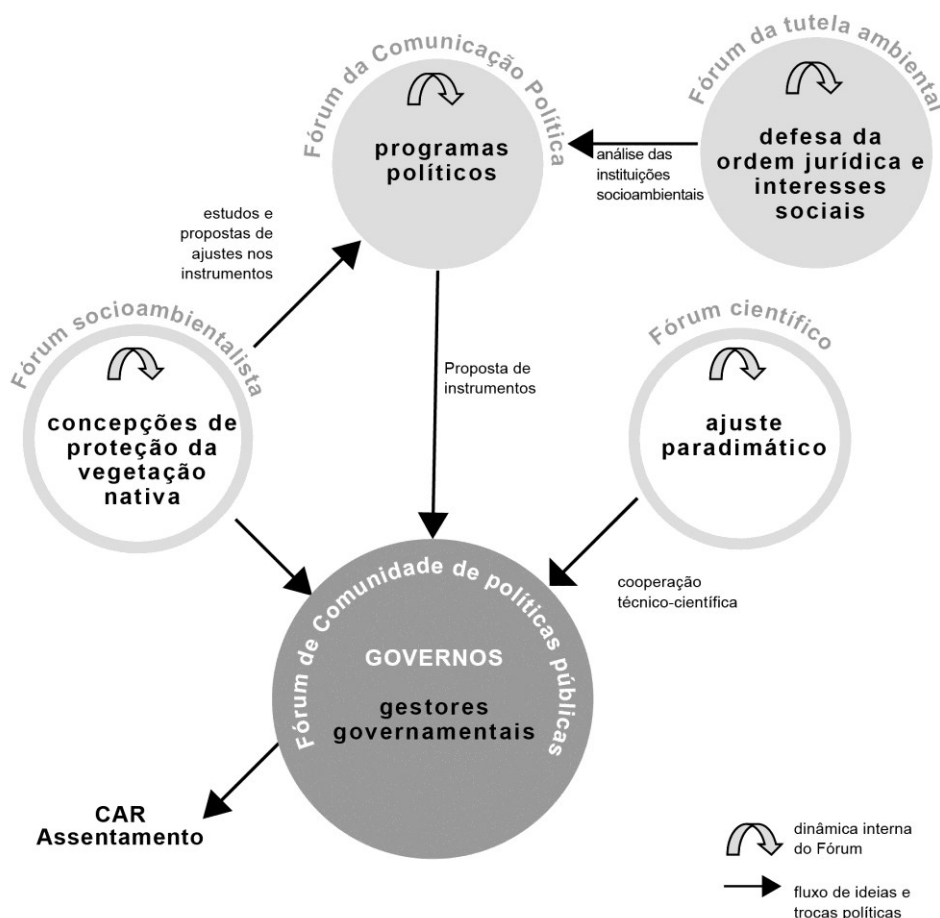 Fórum da Comunicação Política
programas
políticos
Fórum da tutela ambiental
defesa da
ordem jurídica e
interesses
sociais
análise das
instituições
socioambientais
estudos e
propostas de
ajustes nos
instrumentos
Fórum socioambientalista
concepções de
proteção da
vegetação
nativa
Proposta de
instrumentos
Fórum científico
ajuste
paradimático
cooperação
técnico-científica
Fórum de Comunidade de políticas públicas
GOVERNOS
gestores
governamentais
CAR
Assentamento
dinâmica interna
do Fórum
fluxo de ideias e
trocas políticas